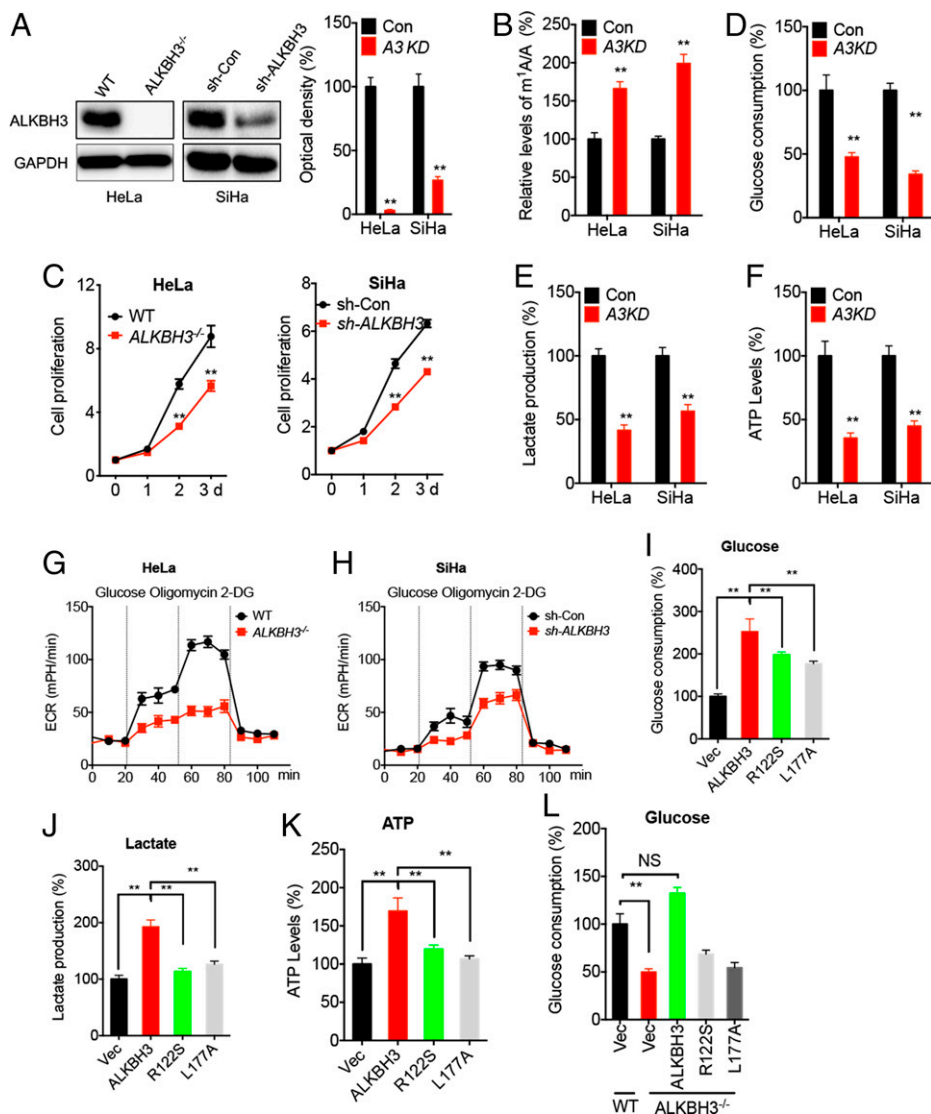 A
WT
ALKBH3-/-
sh-Con
sh-ALKBH3
ALKBH3
GAPDH
HeLa
SiHa
Optical density (%)
Con
A3 KD
150
100
50
0
**
**
HeLa
SiHa
B
Relative levels of m¹A/A (%)
Con
A3KD
250
200
150
100
50
0
**
**
HeLa
SiHa
D
Glucose consumption (%)
Con
A3KD
150
100
50
0
**
**
HeLa
SiHa
C
HeLa
Cell proliferation
WT
ALKBH3-/-
12
8
4
0
**
**
0 1 2 3 d
SiHa
Cell proliferation
sh-Con
sh-ALKBH3
8
6
4
2
0
**
**
0 1 2 3 d
E
Lactate production (%)
Con
A3KD
150
100
50
0
**
**
HeLa
SiHa
F
ATP Levels (%)
Con
A3KD
150
100
50
0
**
**
HeLa
SiHa
G
HeLa
Glucose Oligomycin 2-DG
ECR (mPH/min)
WT
ALKBH3-/-
150
100
50
0
0 20 40 60 80 100 min
H
SiHa
Glucose Oligomycin 2-DG
ECR (mPH/min)
sh-Con
sh-ALKBH3
150
100
50
0
0 20 40 60 80 100 min
I
Glucose
Glucose consumption (%)
400
300
200
100
0
**
**
**
Vec
ALKBH3
R122S
L177A
J
Lactate
Lactate production (%)
300
200
100
0
**
**
**
Vec
ALKBH3
R122S
L177A
K
ATP
ATP Levels (%)
250
200
150
100
50
0
**
**
**
Vec
ALKBH3
R122S
L177A
L
Glucose
Glucose consumption (%)
200
150
100
50
0
NS
**
Vec
Vec
ALKBH3
R122S
L177A
WT
ALKBH3-/-